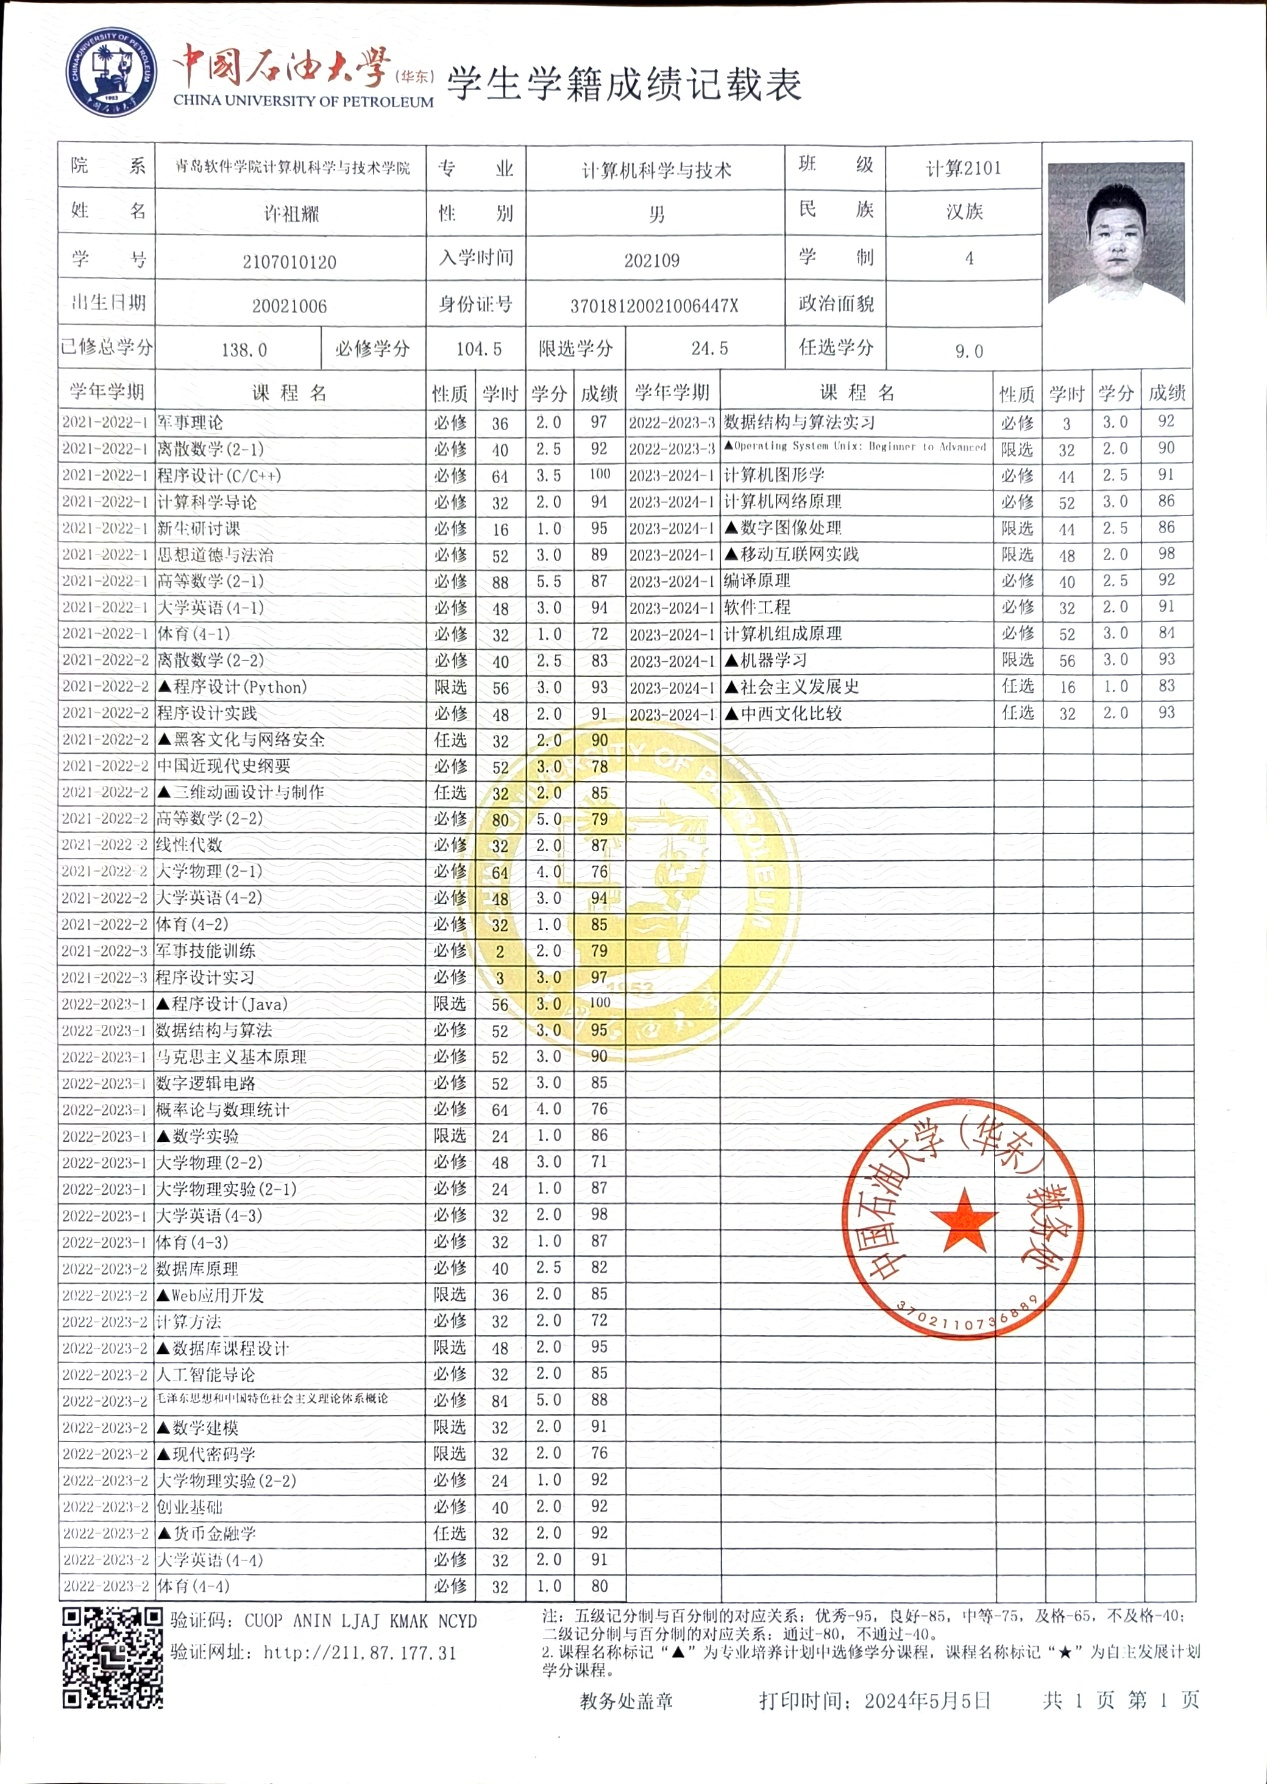 中国石油大学(华东) 学生学籍成绩记载表
CHINA UNIVERSITY OF PETROLEUM
院 系 青岛软件学院计算机科学与技术学院 专 业 计算机科学与技术 班 级 计算2101
姓 名 许祖耀 性 别 男 民 族 汉族
学 号 2107010120 入学时间 202109 学 制 4
出生日期 20021006 身份证号 37018120021006447X 政治面貌
已修总学分 138.0 必修学分 104.5 限选学分 24.5 任选学分 9.0
学年学期 课 程 名 性质 学时 学分 成绩 学年学期 课 程 名 性质 学时 学分 成绩
2021-2022-1 军事理论 必修 36 2.0 97 2022-2023-3 数据结构与算法实习 必修 3 3.0 92
2021-2022-1 离散数学(2-1) 必修 40 2.5 92 2022-2023-3 ▲Operating System Unix: Beginner to Advanced 限选 32 2.0 90
2021-2022-1 程序设计(C/C++) 必修 64 3.5 100 2023-2024-1 计算机图形学 必修 44 2.5 91
2021-2022-1 计算科学导论 必修 32 2.0 94 2023-2024-1 计算机网络原理 必修 52 3.0 86
2021-2022-1 新生研讨课 必修 16 1.0 95 2023-2024-1 ▲数字图像处理 限选 44 2.5 86
2021-2022-1 思想道德与法治 必修 52 3.0 89 2023-2024-1 ▲移动互联网实践 限选 48 2.0 98
2021-2022-1 高等数学(2-1) 必修 88 5.5 87 2023-2024-1 编译原理 必修 40 2.5 92
2021-2022-1 大学英语(4-1) 必修 48 3.0 94 2023-2024-1 软件工程 必修 32 2.0 91
2021-2022-1 体育(4-1) 必修 32 1.0 72 2023-2024-1 计算机组成原理 必修 52 3.0 84
2021-2022-2 离散数学(2-2) 必修 40 2.5 83 2023-2024-1 ▲机器学习 限选 56 3.0 93
2021-2022-2 ▲程序设计(Python) 限选 56 3.0 93 2023-2024-1 ▲社会主义发展史 任选 16 1.0 83
2021-2022-2 程序设计实践 必修 48 2.0 91 2023-2024-1 ▲中西文化比较 任选 32 2.0 93
2021-2022-2 ▲黑客文化与网络安全 任选 32 2.0 90
2021-2022-2 中国近现代史纲要 必修 52 3.0 78
2021-2022-2 ▲三维动画设计与制作 任选 32 2.0 85
2021-2022-2 高等数学(2-2) 必修 80 5.0 79
2021-2022-2 线性代数 必修 32 2.0 87
2021-2022-2 大学物理(2-1) 必修 64 4.0 76
2021-2022-2 大学英语(4-2) 必修 48 3.0 94
2021-2022-2 体育(4-2) 必修 32 1.0 85
2021-2022-3 军事技能训练 必修 2 2.0 79
2021-2022-3 程序设计实习 必修 3 3.0 97
2022-2023-1 ▲程序设计(Java) 限选 56 3.0 100
2022-2023-1 数据结构与算法 必修 52 3.0 95
2022-2023-1 马克思主义基本原理 必修 52 3.0 90
2022-2023-1 数字逻辑电路 必修 52 3.0 85
2022-2023-1 概率论与数理统计 必修 64 4.0 76
2022-2023-1 ▲数学实验 限选 24 1.0 86
2022-2023-1 大学物理(2-2) 必修 48 3.0 71
2022-2023-1 大学物理实验(2-1) 必修 24 1.0 87
2022-2023-1 大学英语(4-3) 必修 32 2.0 98
2022-2023-1 体育(4-3) 必修 32 1.0 87
2022-2023-2 数据库原理 必修 40 2.5 82
2022-2023-2 ▲Web应用开发 限选 36 2.0 85
2022-2023-2 计算方法 必修 32 2.0 72
2022-2023-2 ▲数据库课程设计 限选 48 2.0 95
2022-2023-2 人工智能导论 必修 32 2.0 85
2022-2023-2 毛泽东思想和中国特色社会主义理论体系概论 必修 84 5.0 88
2022-2023-2 ▲数学建模 限选 32 2.0 91
2022-2023-2 ▲现代密码学 限选 32 2.0 76
2022-2023-2 大学物理实验(2-2) 必修 24 1.0 92
2022-2023-2 创业基础 必修 40 2.0 92
2022-2023-2 ▲货币金融学 任选 32 2.0 92
2022-2023-2 大学英语(4-4) 必修 32 2.0 91
2022-2023-2 体育(4-4) 必修 32 1.0 80
中国石油大学(华东)教务处
3702110736889
验证码: CUOP ANIN LJAJ KMAK NCYD
验证网址: http://211.87.177.31
注: 五级记分制与百分制的对应关系: 优秀-95, 良好-85, 中等-75, 及格-65, 不及格-40;
二级记分制与百分制的对应关系: 通过-80, 不通过-40。
2.课程名称标记“▲”为专业培养计划中选修学分课程, 课程名称标记“★”为自主发展计划
学分课程。
教务处盖章 打印时间: 2024年5月5日 共 1 页 第 1 页